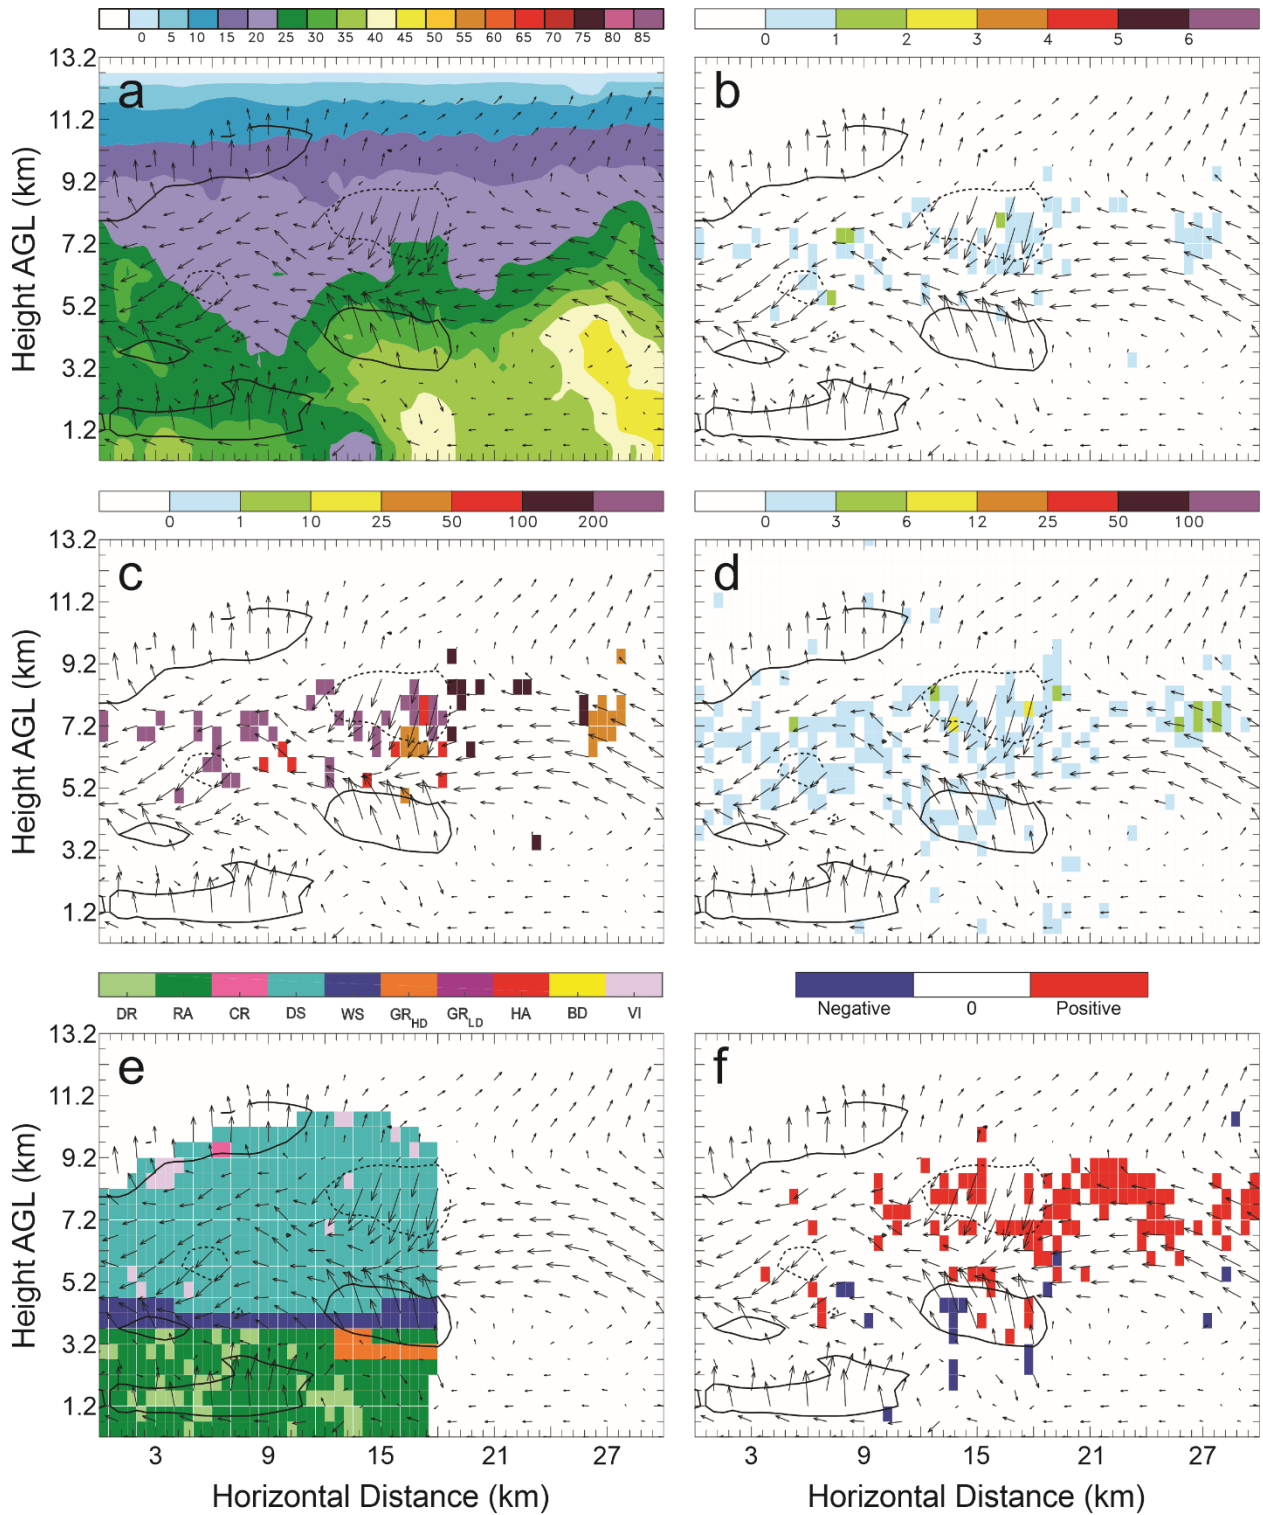 0 5 10 15 20 25 30 35 40 45 50 55 60 65 70 75 80 85
0 1 2 3 4 5 6
13.2
11.2
9.2
7.2
5.2
3.2
1.2
Height AGL (km)
a
b
0 1 10 25 50 100 200
0 3 6 12 25 50 100
13.2
11.2
9.2
7.2
5.2
3.2
1.2
Height AGL (km)
c
d
DR RA CR DS WS GR_HD GR_LD HA BD VI
Negative 0 Positive
13.2
11.2
9.2
7.2
5.2
3.2
1.2
Height AGL (km)
e
f
3 9 15 21 27
3 9 15 21 27
Horizontal Distance (km)
Horizontal Distance (km)